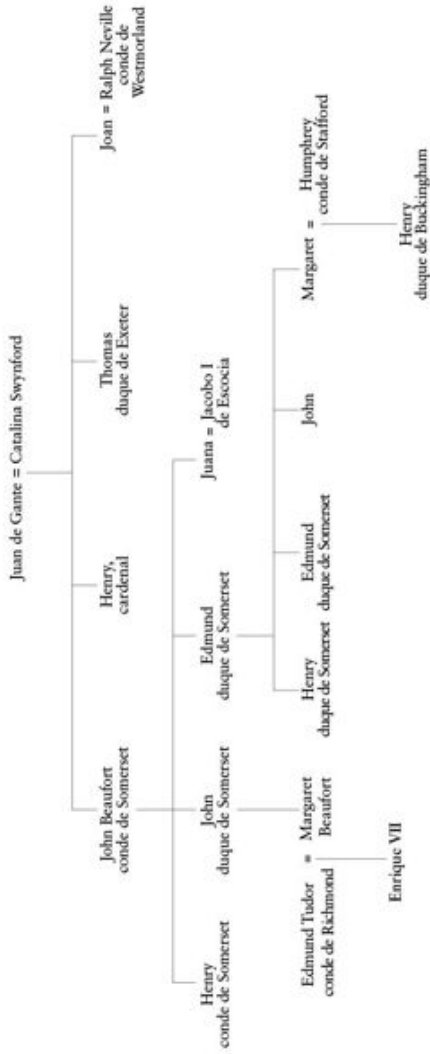 Juan de Gante = Catalina Swynford
John Beaufort
conde de Somerset
Henry,
cardenal
Thomas
duque de Exeter
Joan = Ralph Neville
conde de
Westmorland
Henry
conde de Somerset
John
duque de Somerset
Edmund
duque de Somerset
Juana = Jacobo I
de Escocia
Edmund Tudor = Margaret
conde de Richmond Beaufort
Henry
duque de Somerset
Edmund
duque de Somerset
John
Margaret = Humphrey
conde de Stafford
Enrique VII
Henry
duque de Buckingham